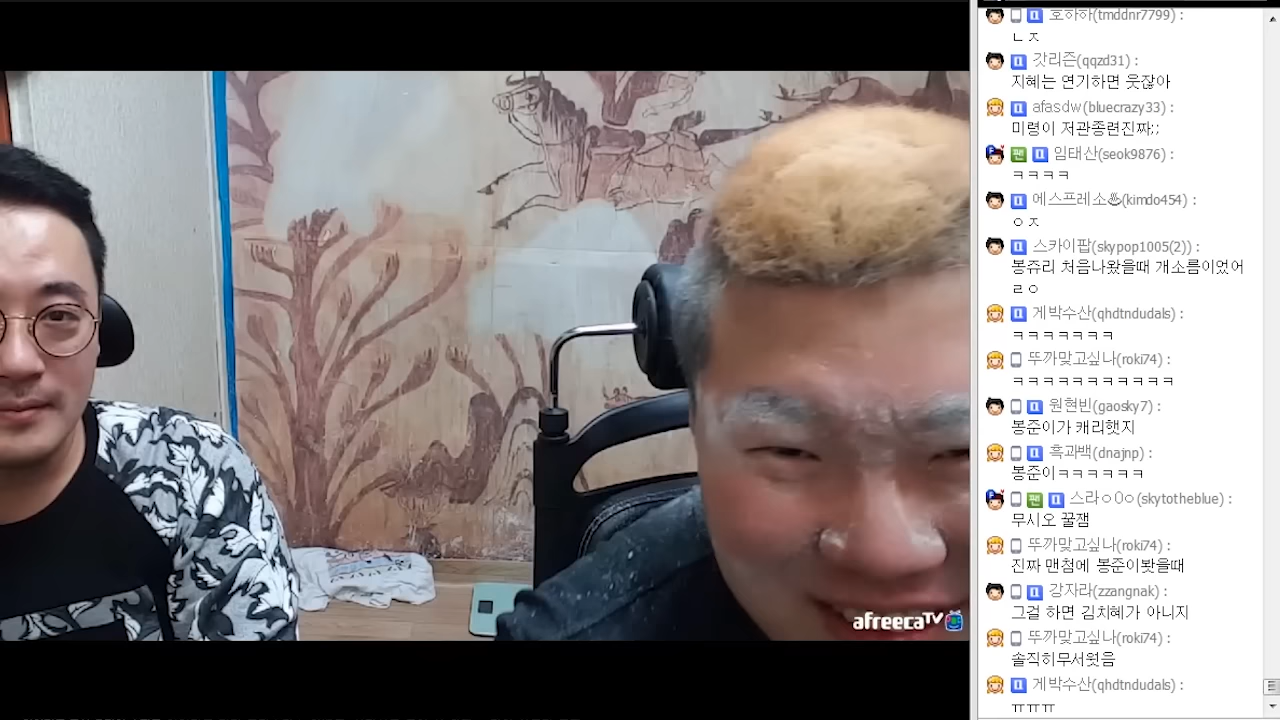 호하하(tmddnr7799) :
ㄴㅈ
갓리즌(qqzd31) :
지혜는 연기하면 웃잖아
afasdw(bluecrazy33) :
미령이 저관종련진짜;;
팬 임태산(seok9876) :
ㅋㅋㅋㅋ
에스프레소♨(kimdo454) :
ㅇㅈ
스카이팝(skypop1005(2)) :
봉쥬리 처음나왔을때 개소름이었어
ㄹㅇ
게박수산(qhdtndudals) :
ㅋㅋㅋㅋㅋㅋㅋ
뚜까맞고싶나(roki74) :
ㅋㅋㅋㅋㅋㅋㅋㅋㅋㅋㅋ
원현빈(gaosky7) :
봉준이가 캐리햇지
흑과백(dnajnp) :
봉준이ㅋㅋㅋㅋㅋㅋ
팬 스라ㅇ0ㅇ(skytotheblue) :
무시오 꿀잼
뚜까맞고싶나(roki74) :
진짜 맨첨에 봉준이봣을때
강자라(zzangnak) :
그걸 하면 김치혜가 아니지
뚜까맞고싶나(roki74) :
솔직히무서웟음
게박수산(qhdtndudals) :
ㅠㅠㅠ
afreecaTV